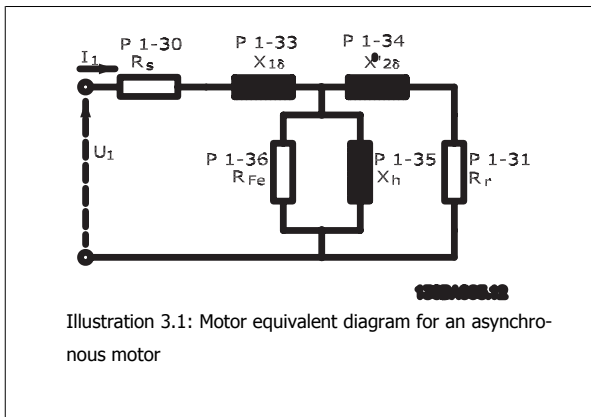 P 1-30 P 1-33 P 1-34
I₁ Rs X1δ X'2δ
U₁
P 1-36 P 1-35 P 1-31
RFe Xh Rr
Illustration 3.1: Motor equivalent diagram for an asynchro-
nous motor